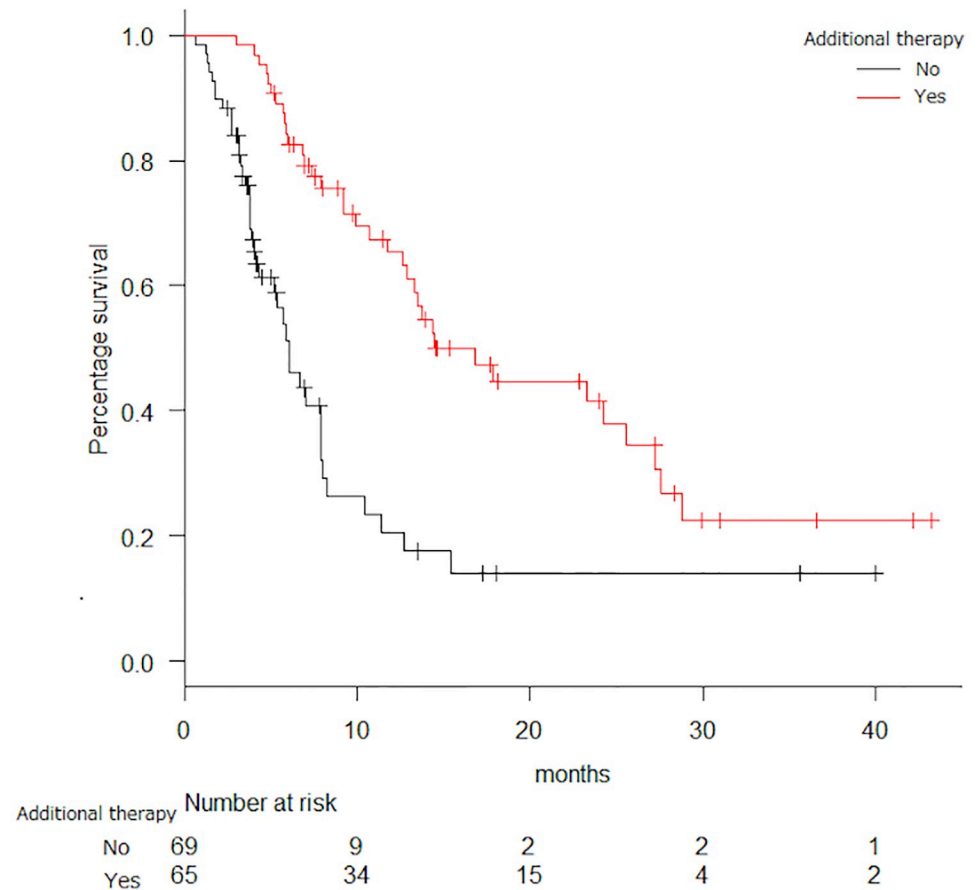 Additional therapy
No
Yes
Percentage survival
1.0
0.8
0.6
0.4
0.2
0.0
0 10 20 30 40
months
Additional therapy Number at risk
No 69 9 2 2 1
Yes 65 34 15 4 2